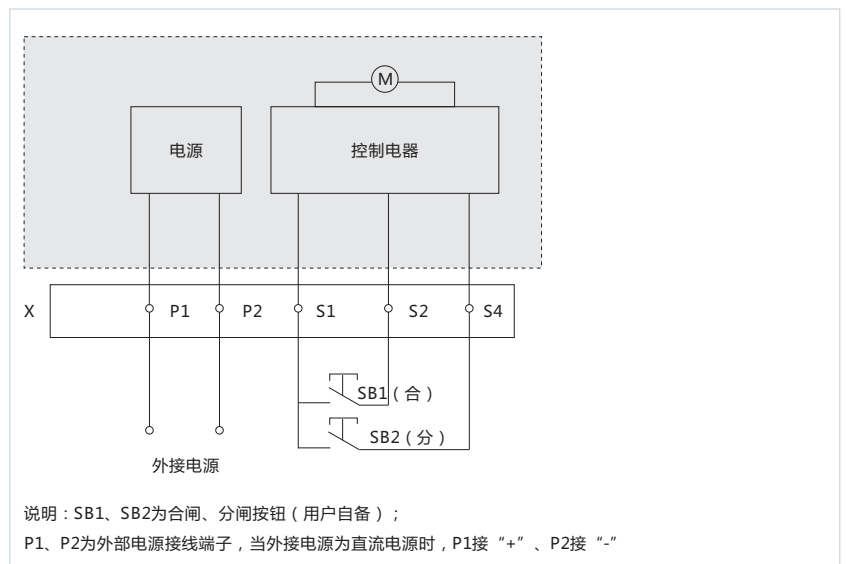 M
电源
控制电器
X P1 P2 S1 S2 S4
SB1（合）
SB2（分）
外接电源
说明：SB1、SB2为合闸、分闸按钮（用户自备）；
P1、P2为外部电源接线端子，当外接电源为直流电源时，P1接“+”、P2接“-”